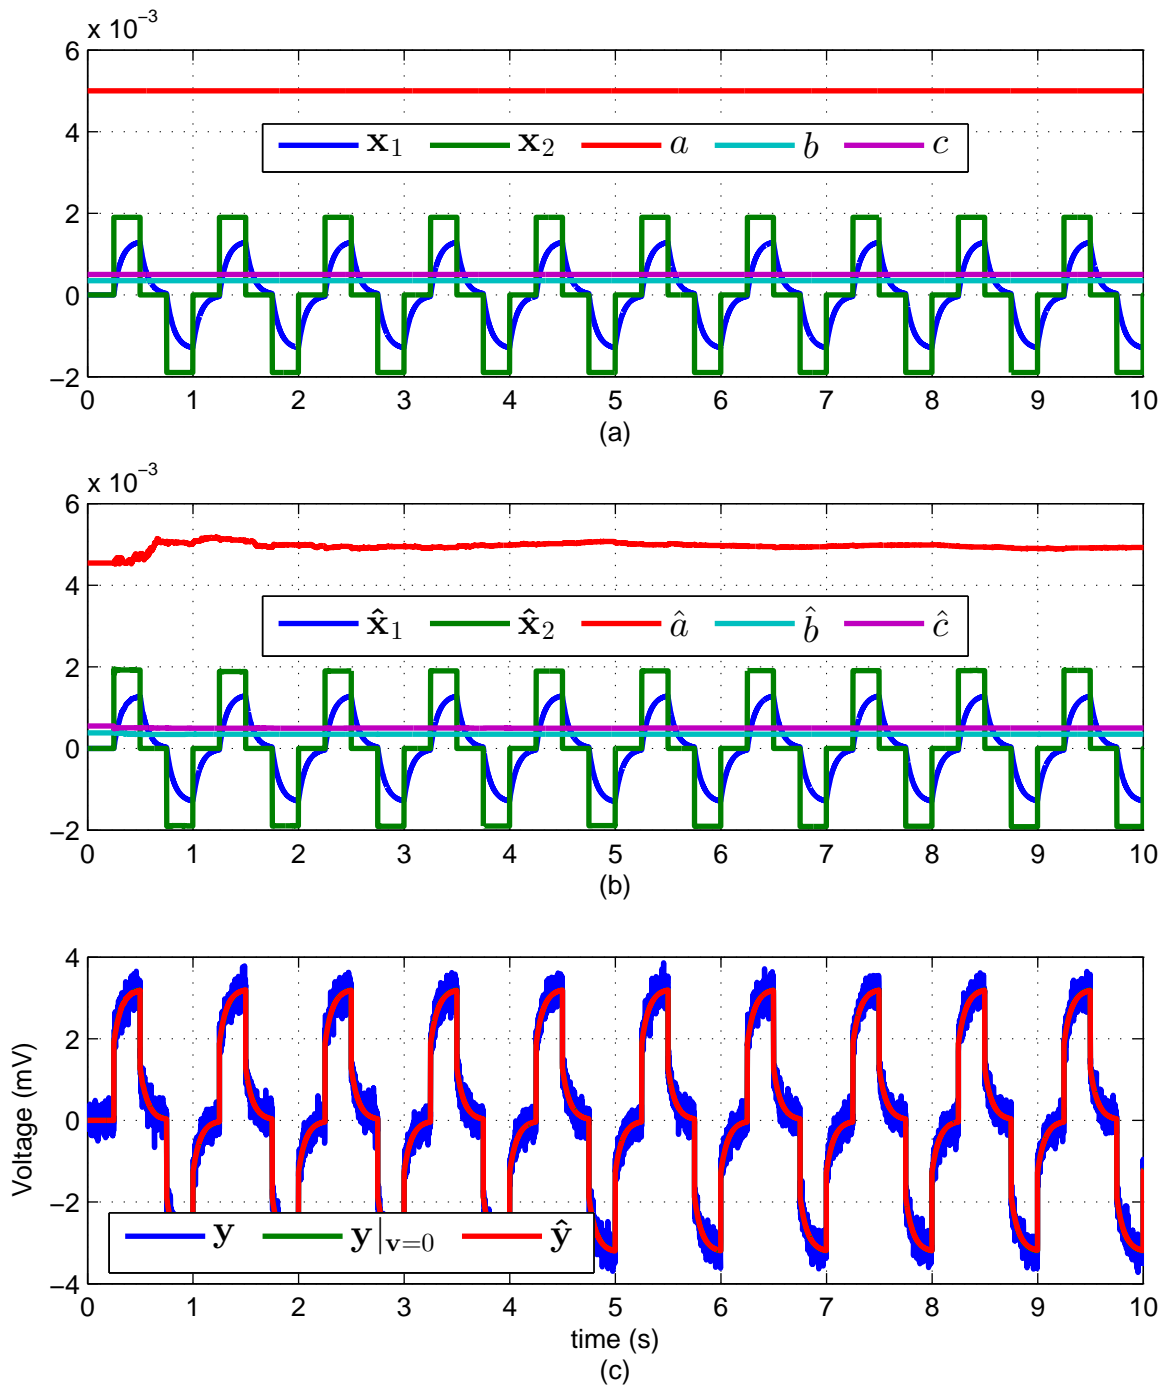 x 10⁻³
6
4
2
0
−2
x₁ x₂ a b c
0 1 2 3 4 5 6 7 8 9 10
(a)
x 10⁻³
6
4
2
0
−2
x̂₁ x̂₂ â b̂ ĉ
0 1 2 3 4 5 6 7 8 9 10
(b)
4
2
0
−2
−4
Voltage (mV)
y y|v=0 ŷ
0 1 2 3 4 5 6 7 8 9 10
time (s)
(c)